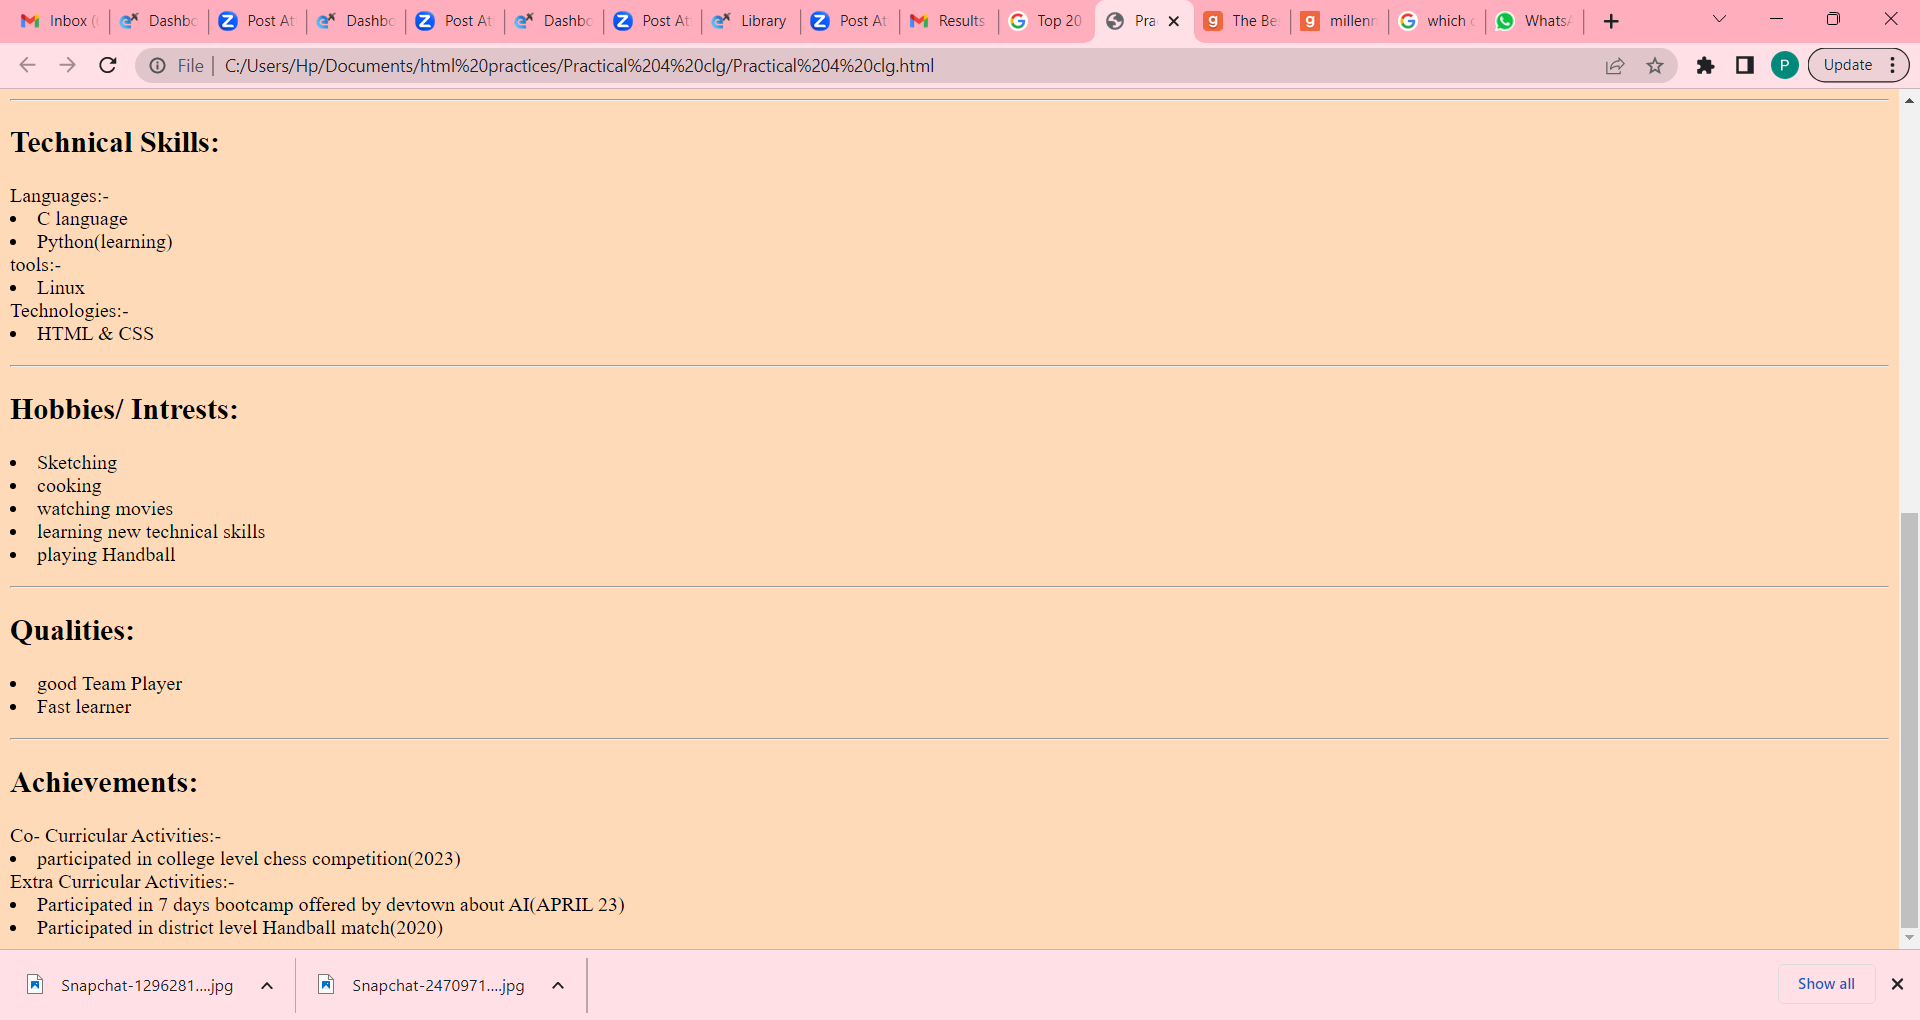 Inbox (
Dashbo
Post At
Dashbo
Post At
Dashbo
Post At
Library
Post At
Results
Top 20
Pra
The Be
millenn
which c
WhatsA
File
C:/Users/Hp/Documents/html%20practices/Practical%204%20clg/Practical%204%20clg.html
P
Update
Technical Skills:
Languages:-
• C language
• Python(learning)
tools:-
• Linux
Technologies:-
• HTML & CSS
Hobbies/ Intrests:
• Sketching
• cooking
• watching movies
• learning new technical skills
• playing Handball
Qualities:
• good Team Player
• Fast learner
Achievements:
Co- Curricular Activities:-
• participated in college level chess competition(2023)
Extra Curricular Activities:-
• Participated in 7 days bootcamp offered by devtown about AI(APRIL 23)
• Participated in district level Handball match(2020)
Snapchat-1296281....jpg
Snapchat-2470971....jpg
Show all